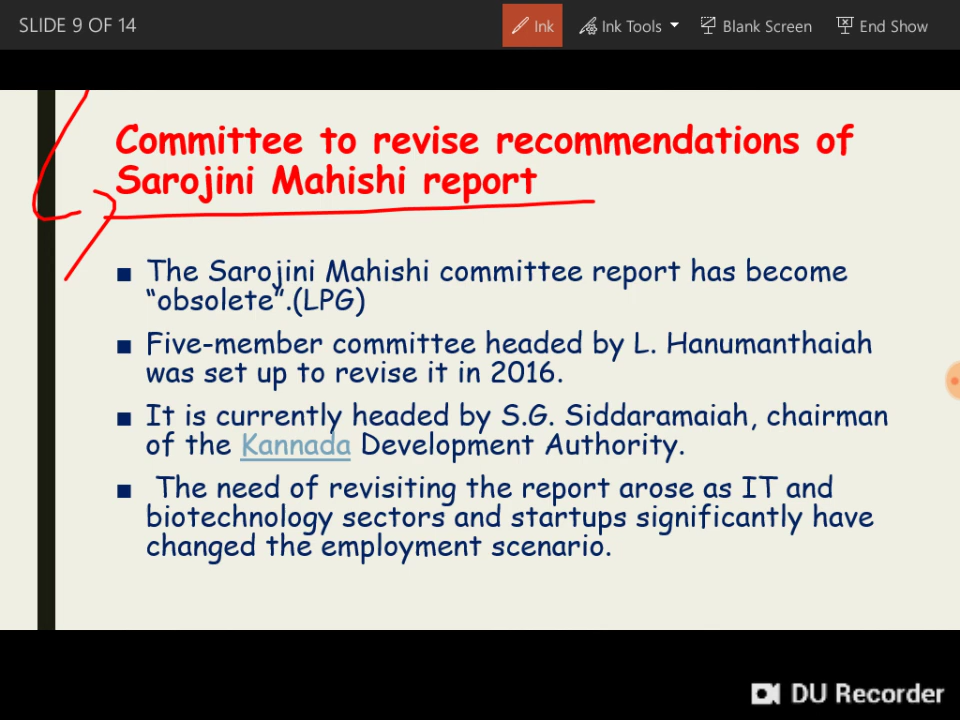 SLIDE 9 OF 14
Ink
Ink Tools
Blank Screen
End Show
Committee to revise recommendations of
Sarojini Mahishi report
■ The Sarojini Mahishi committee report has become
“obsolete”.(LPG)
■ Five-member committee headed by L. Hanumanthaiah
was set up to revise it in 2016.
■ It is currently headed by S.G. Siddaramaiah, chairman
of the Kannada Development Authority.
■ The need of revisiting the report arose as IT and
biotechnology sectors and startups significantly have
changed the employment scenario.
DU Recorder